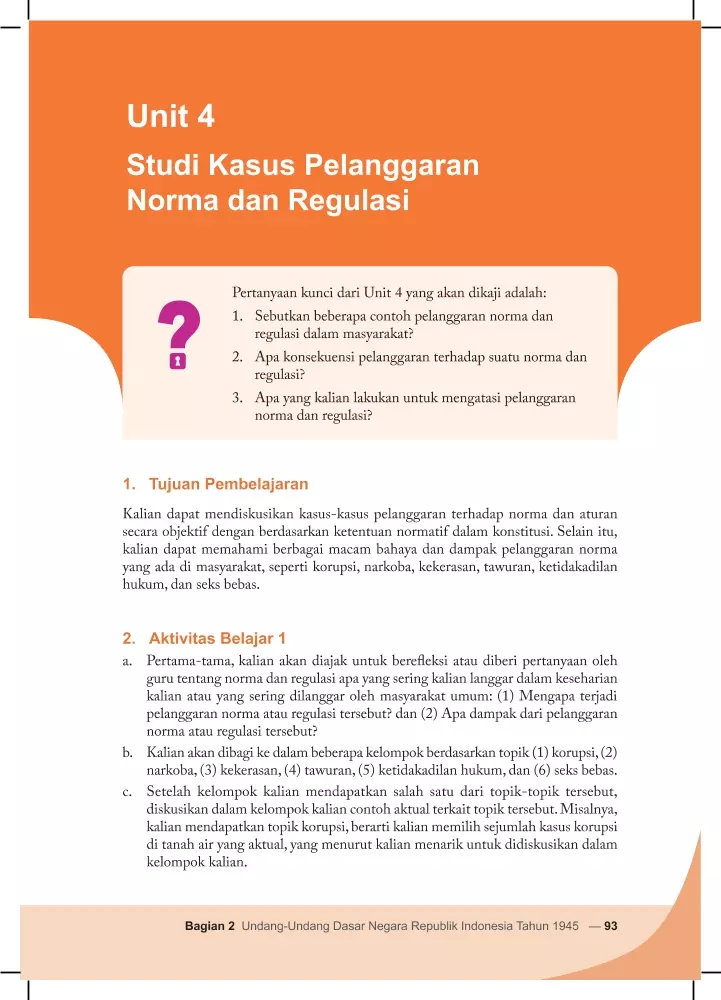 Unit 4
Studi Kasus Pelanggaran
Norma dan Regulasi
Pertanyaan kunci dari Unit 4 yang akan dikaji adalah:
1. Sebutkan beberapa contoh pelanggaran norma dan
regulasi dalam masyarakat?
2. Apa konsekuensi pelanggaran terhadap suatu norma dan
regulasi?
3. Apa yang kalian lakukan untuk mengatasi pelanggaran
norma dan regulasi?
1. Tujuan Pembelajaran
Kalian dapat mendiskusikan kasus-kasus pelanggaran terhadap norma dan aturan
secara objektif dengan berdasarkan ketentuan normatif dalam konstitusi. Selain itu,
kalian dapat memahami berbagai macam bahaya dan dampak pelanggaran norma
yang ada di masyarakat, seperti korupsi, narkoba, kekerasan, tawuran, ketidakadilan
hukum, dan seks bebas.
2. Aktivitas Belajar 1
a. Pertama-tama, kalian akan diajak untuk berefleksi atau diberi pertanyaan oleh
guru tentang norma dan regulasi apa yang sering kalian langgar dalam keseharian
kalian atau yang sering dilanggar oleh masyarakat umum: (1) Mengapa terjadi
pelanggaran norma atau regulasi tersebut? dan (2) Apa dampak dari pelanggaran
norma atau regulasi tersebut?
b. Kalian akan dibagi ke dalam beberapa kelompok berdasarkan topik (1) korupsi, (2)
narkoba, (3) kekerasan, (4) tawuran, (5) ketidakadilan hukum, dan (6) seks bebas.
c. Setelah kelompok kalian mendapatkan salah satu dari topik-topik tersebut,
diskusikan dalam kelompok kalian contoh aktual terkait topik tersebut. Misalnya,
kalian mendapatkan topik korupsi, berarti kalian memilih sejumlah kasus korupsi
di tanah air yang aktual, yang menurut kalian menarik untuk didiskusikan dalam
kelompok kalian.
Bagian 2 Undang-Undang Dasar Negara Republik Indonesia Tahun 1945 — 93